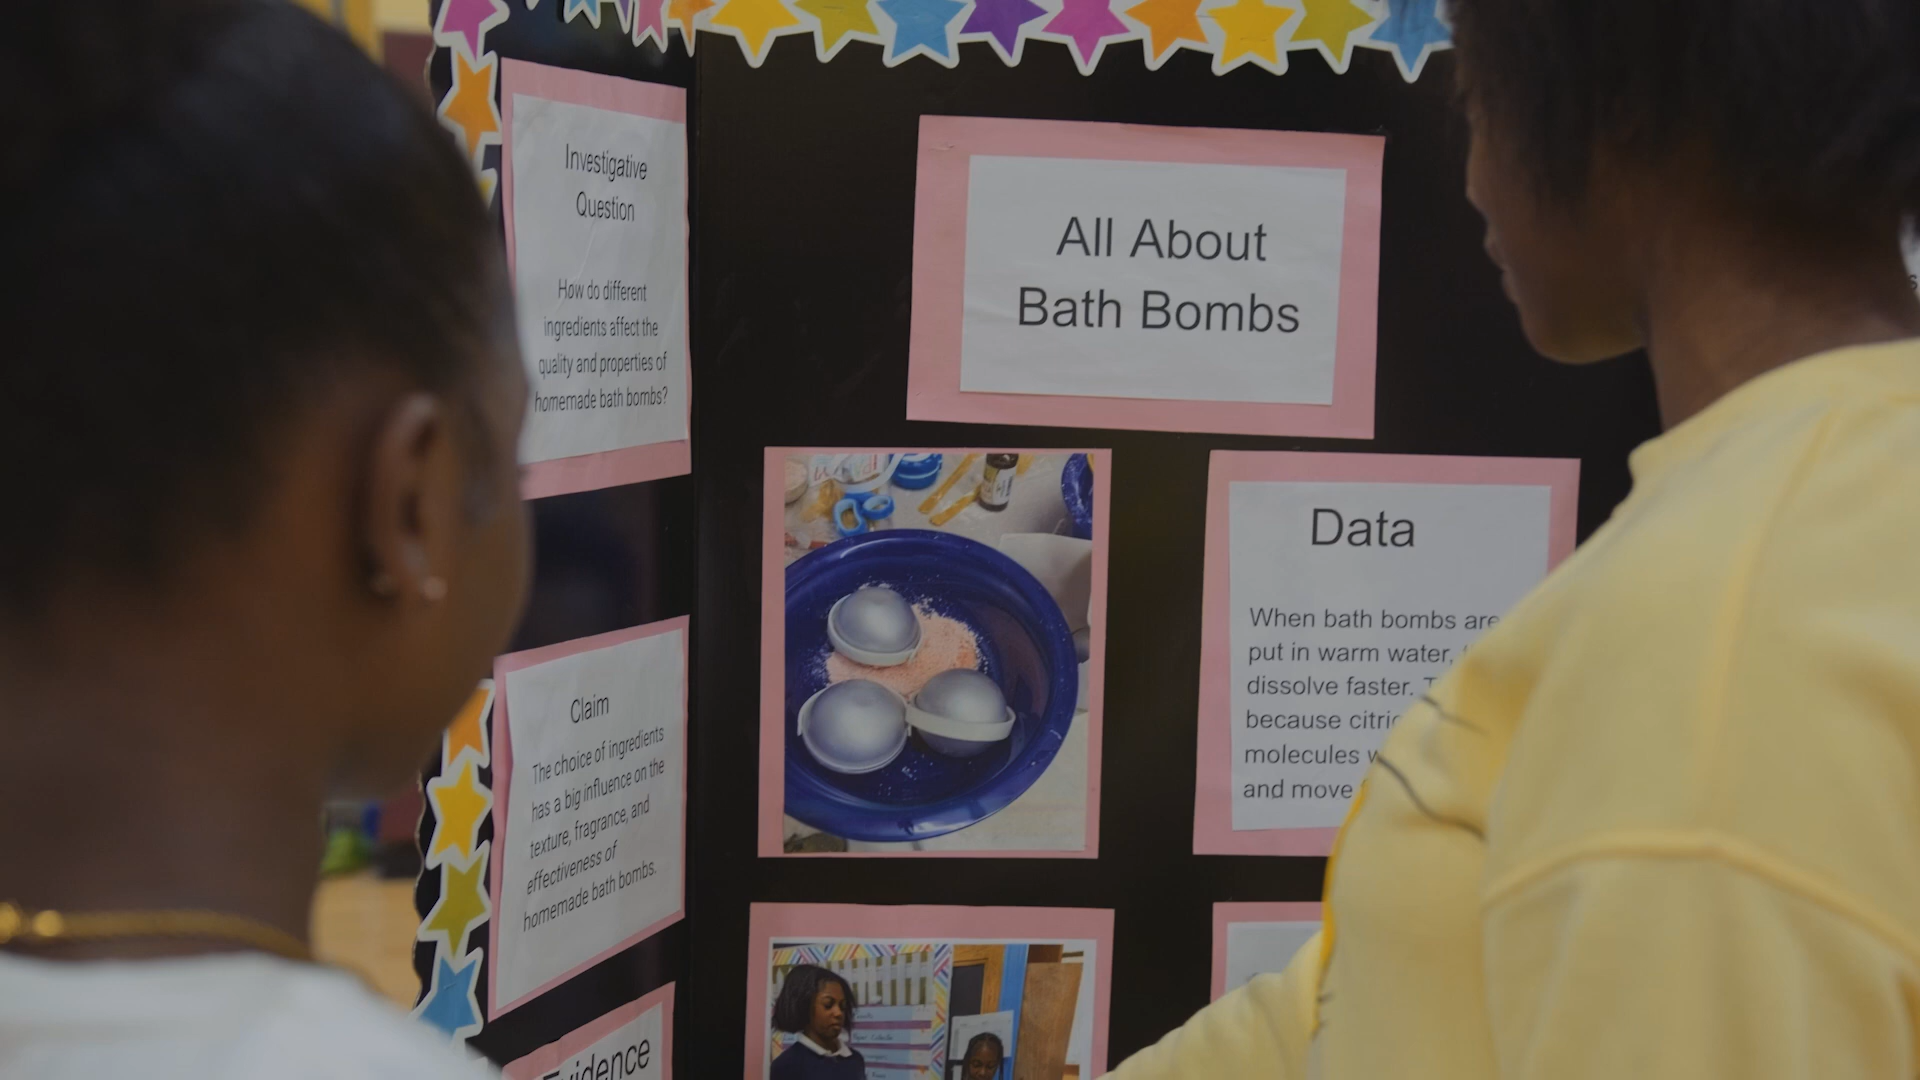 Investigative
Question
How do different
ingredients affect the
quality and properties of
homemade bath bombs?
Claim
The choice of ingredients
has a big influence on the
texture, fragrance, and
effectiveness of
homemade bath bombs.
All About
Bath Bombs
Data
When bath bombs are
put in warm water,
dissolve faster.
because
molecules
and move